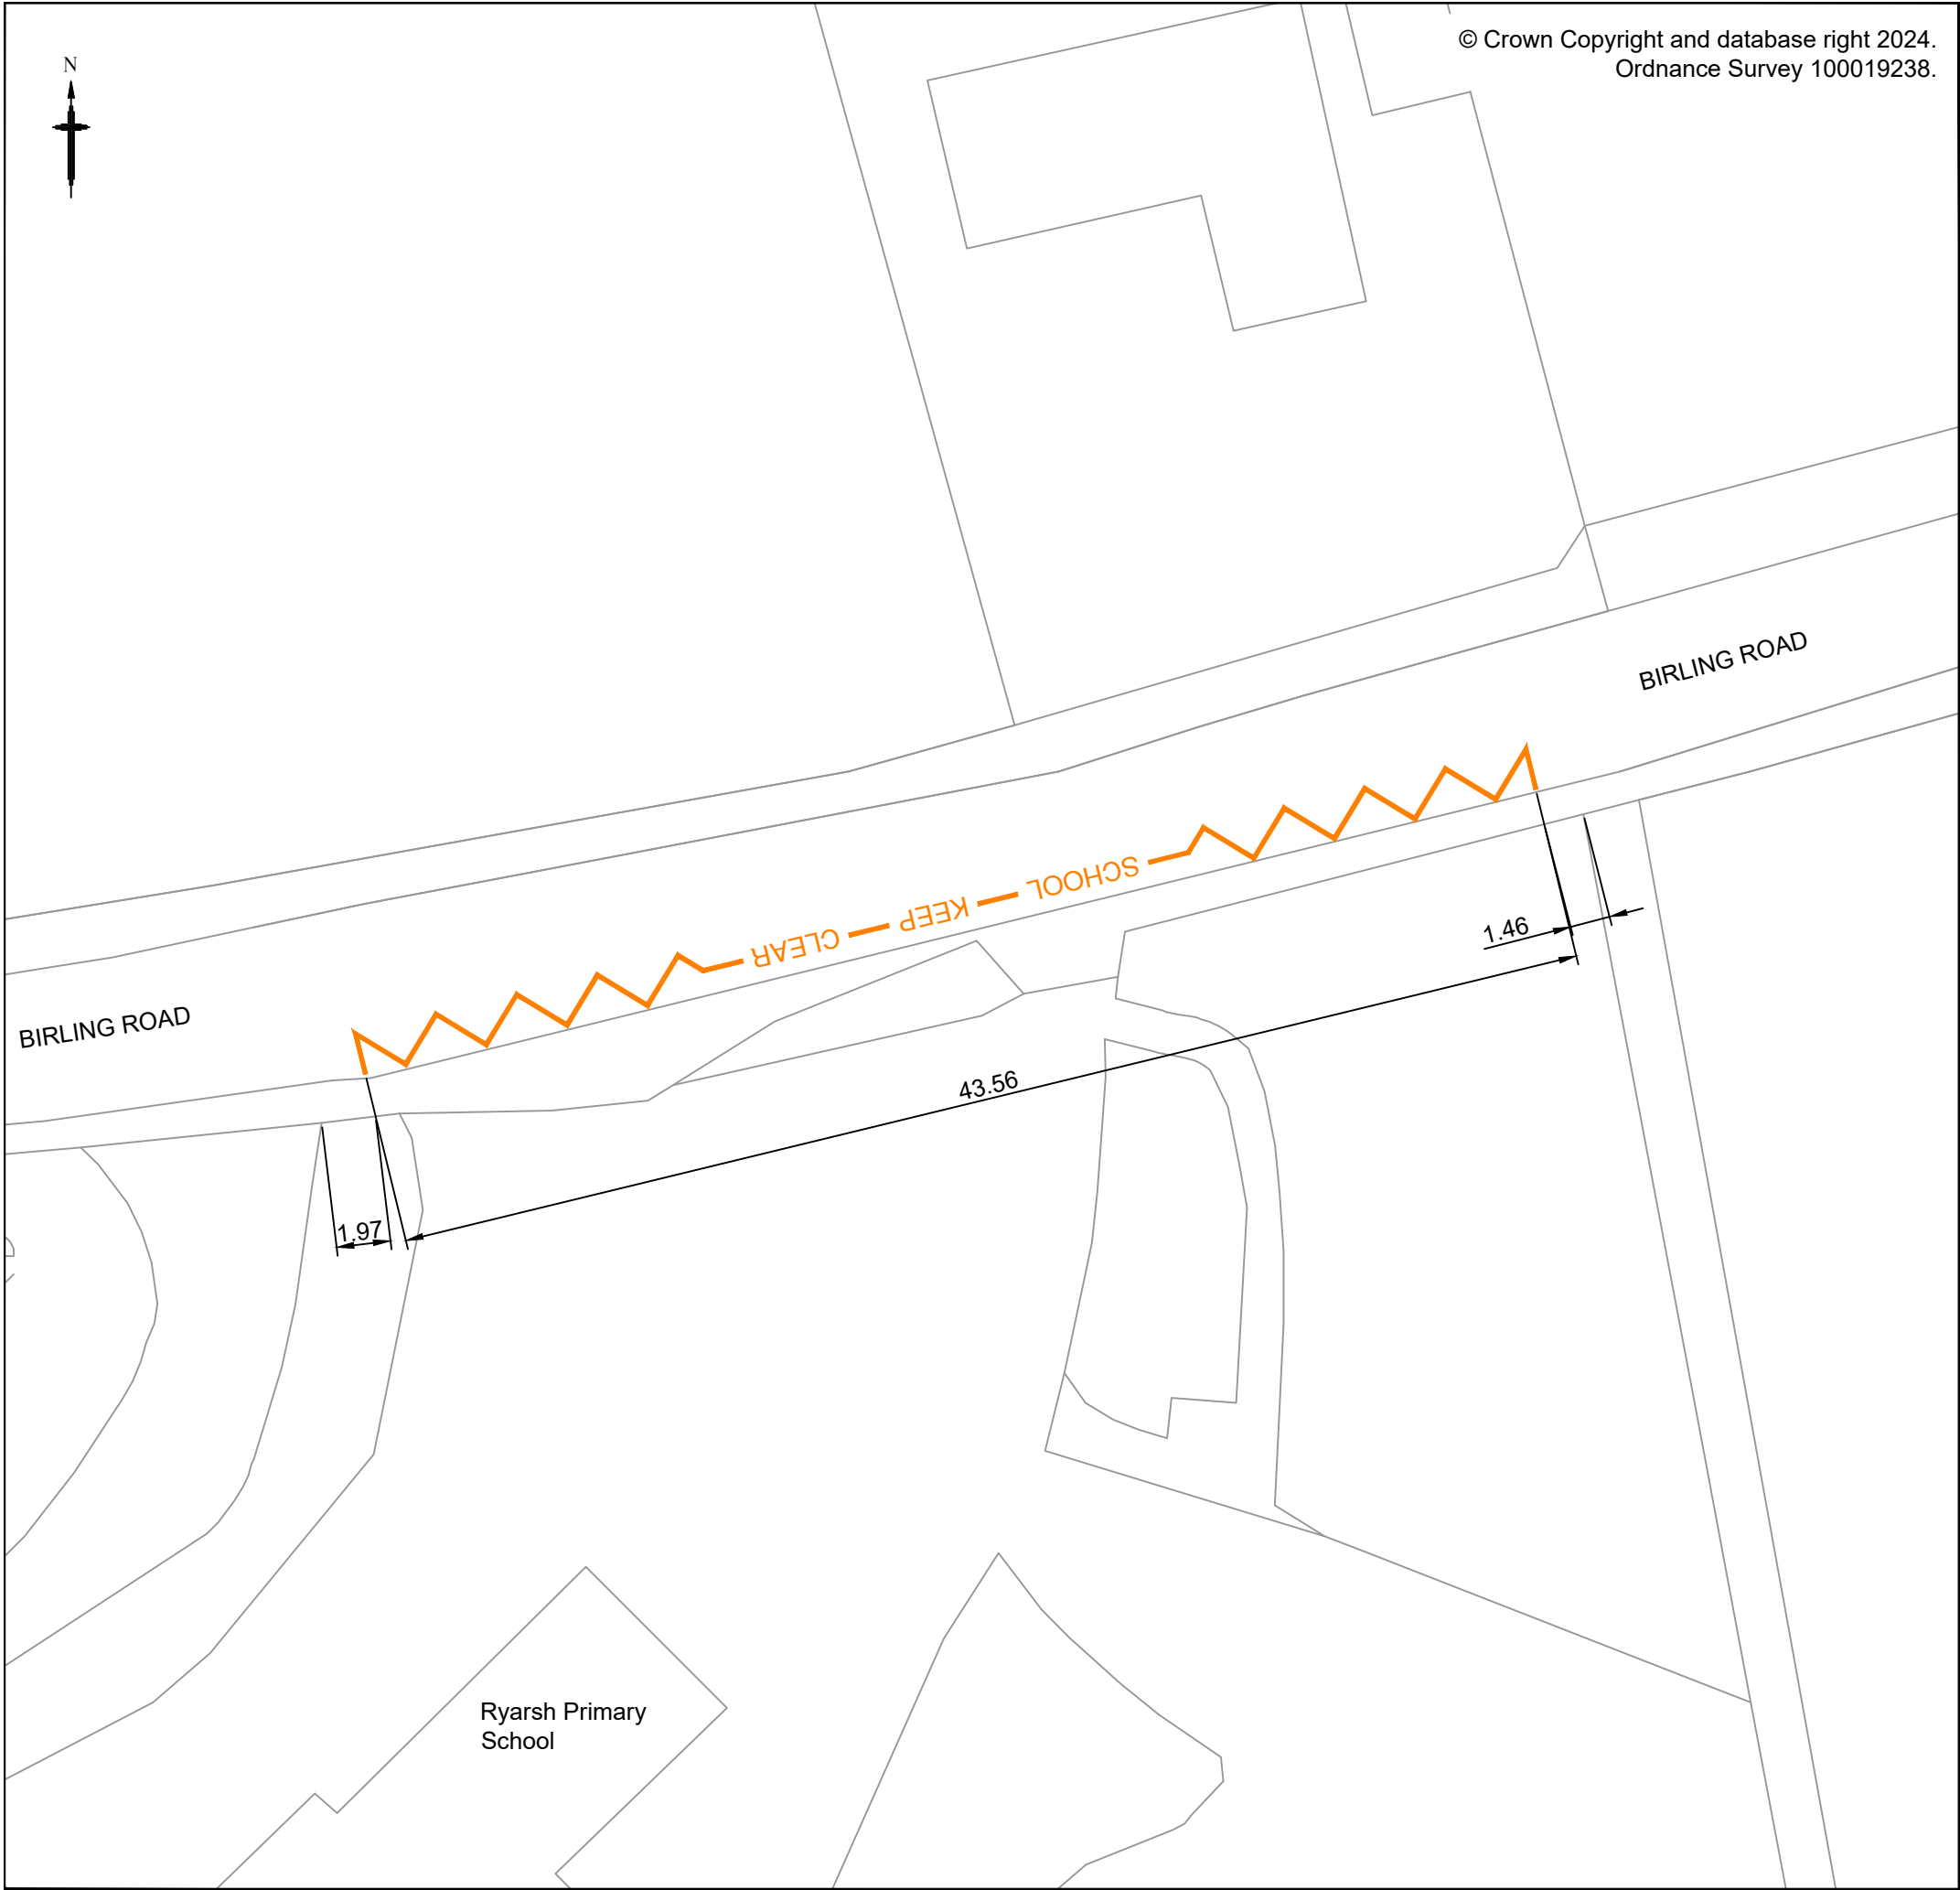 © Crown Copyright and database right 2024.
Ordnance Survey 100019238.
N
BIRLING ROAD
SCHOOL KEEP CLEAR
1.46
BIRLING ROAD
43.56
1.97
Ryarsh Primary
School